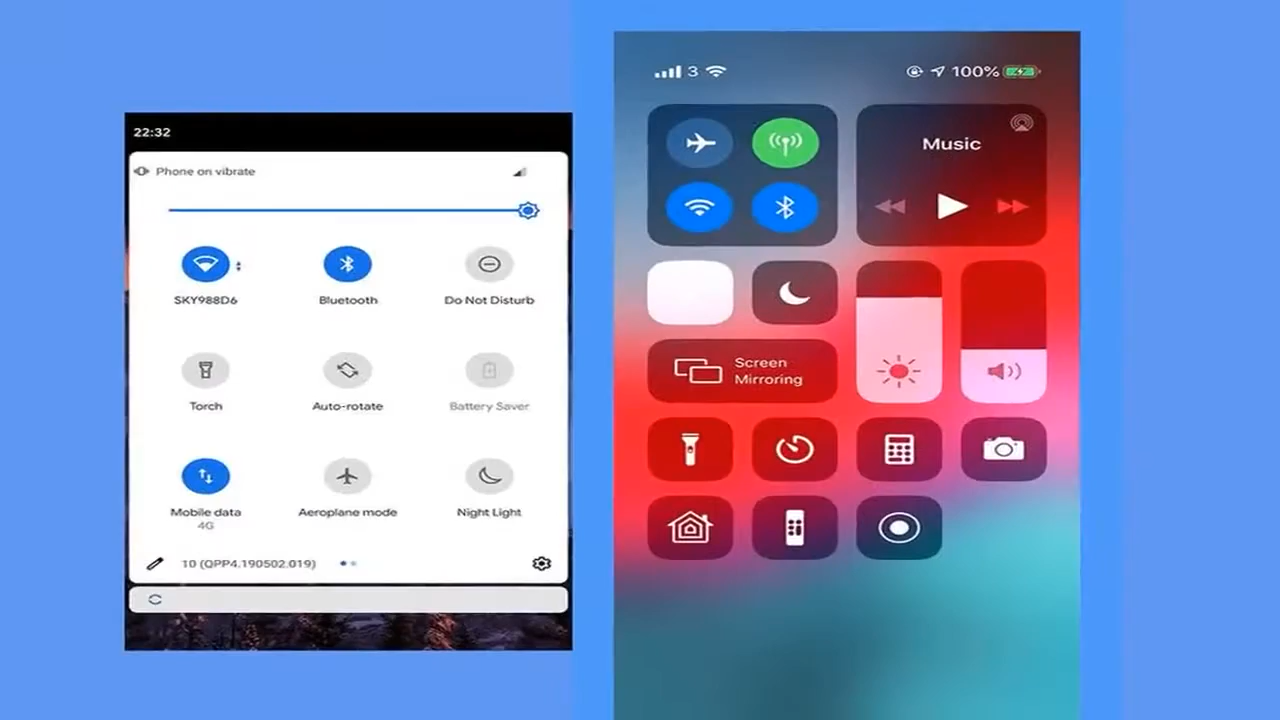 22:32
Phone on vibrate
SKY988D6
Bluetooth
Do Not Disturb
Torch
Auto-rotate
Battery Saver
Mobile data
4G
Aeroplane mode
Night Light
10 (QPP4.190502.019)
3
100%
Music
Screen
Mirroring